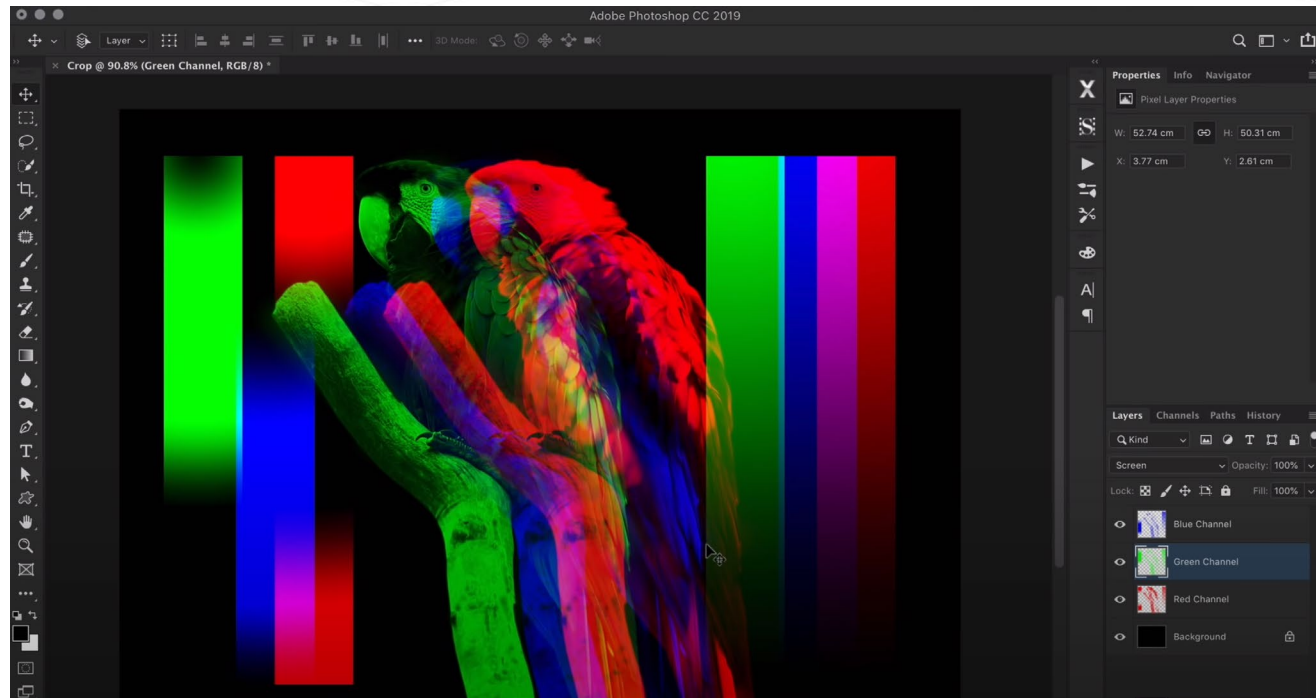 Adobe Photoshop CC 2019
Layer
3D Mode:
× Crop @ 90.8% (Green Channel, RGB/8) *
Properties Info Navigator
Pixel Layer Properties
W: 52.74 cm H: 50.31 cm
X: 3.77 cm Y: 2.61 cm
Layers Channels Paths History
Kind
Screen Opacity: 100%
Lock: Fill: 100%
Blue Channel
Green Channel
Red Channel
Background